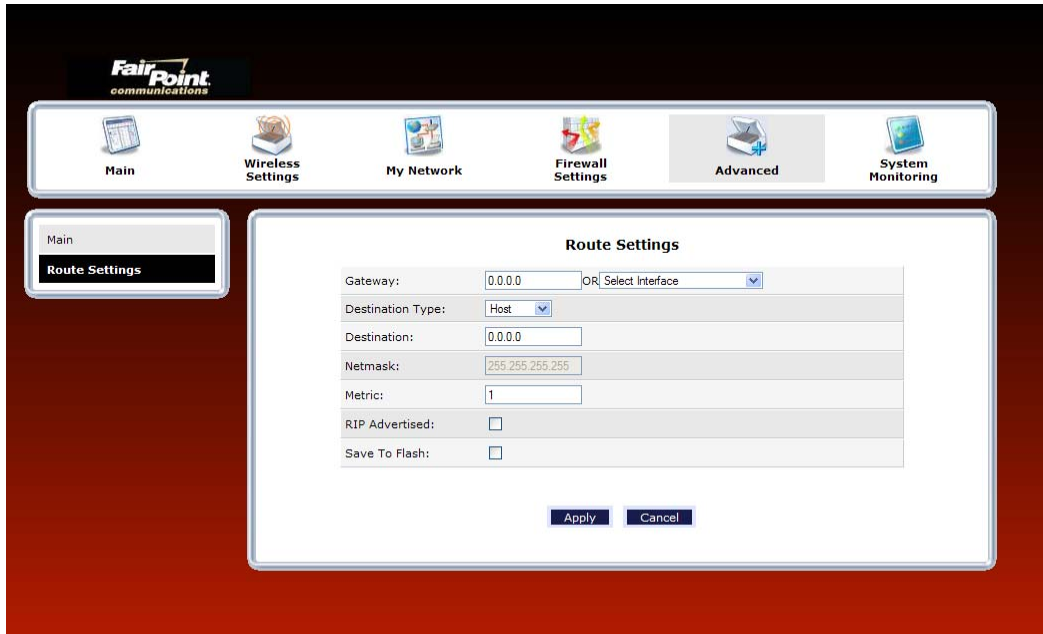 FairPoint.
communications
Main
Wireless Settings
My Network
Firewall Settings
Advanced
System Monitoring
Main
Route Settings
Route Settings
Gateway: 0.0.0.0 OR Select Interface
Destination Type: Host
Destination: 0.0.0.0
Netmask: 255.255.255.255
Metric: 1
RIP Advertised:
Save To Flash:
Apply Cancel